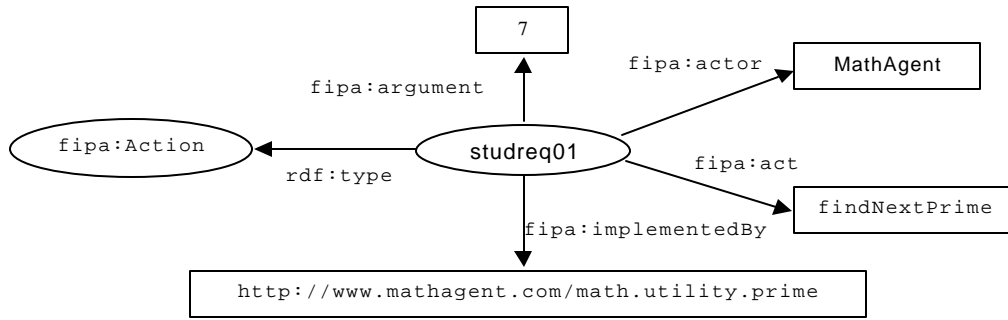 7
fipa:actor
MathAgent
fipa:argument
fipa:Action
studreq01
rdf:type
fipa:act
findNextPrime
fipa:implementedBy
http://www.mathagent.com/math.utility.prime